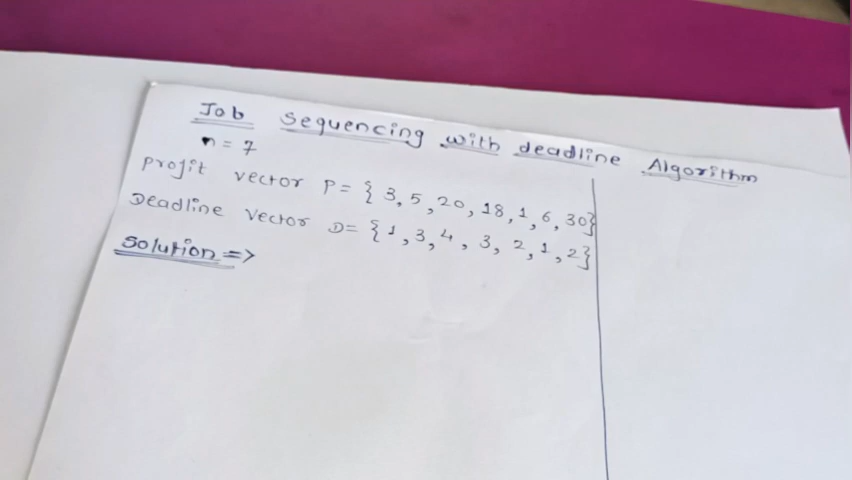 Job Sequencing with deadline Algorithm
n = 7
Profit vector P = { 3, 5, 20, 18, 1, 6, 30}
Deadline vector D= {1, 3, 4, 3, 2, 1, 2}
Solution =>